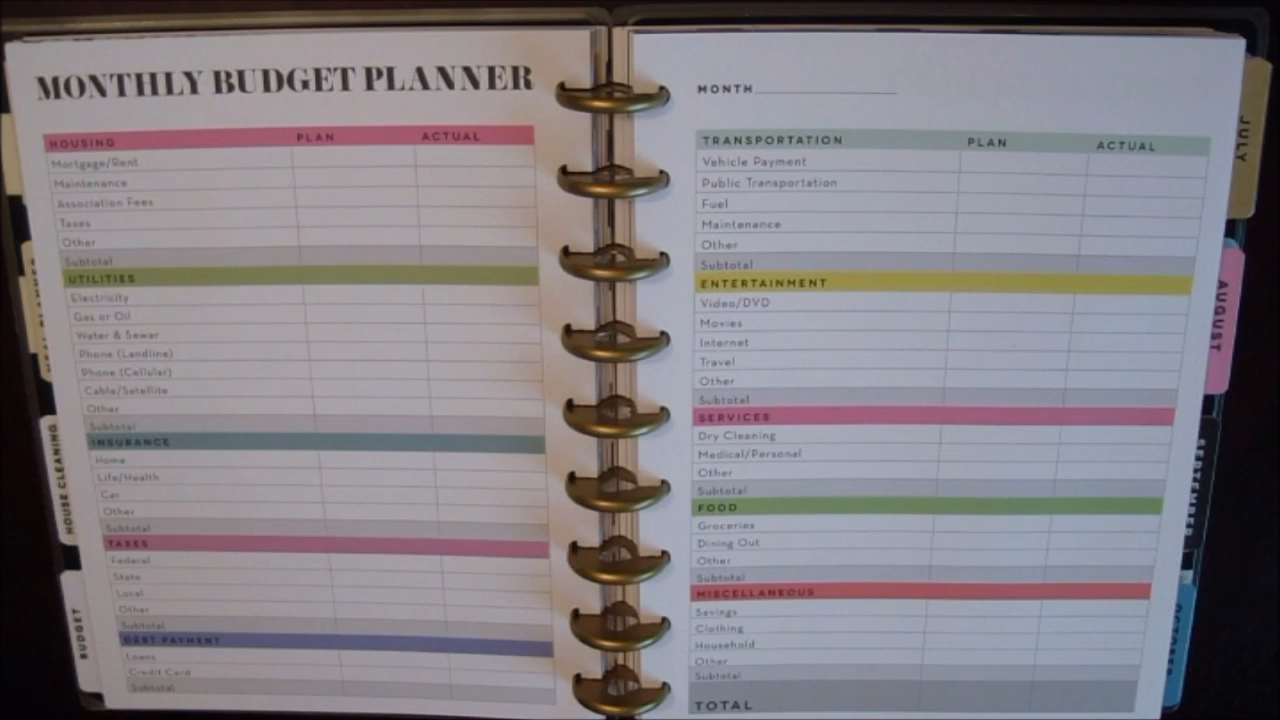 MONTHLY BUDGET PLANNER
HOUSING PLAN ACTUAL
Mortgage/Rent
Maintenance
Association Fees
Taxes
Other
Subtotal
UTILITIES
Electricity
Gas or Oil
Water & Sewer
Phone (Landline)
Phone (Cellular)
Cable/Satellite
Other
Subtotal
INSURANCE
Home
Life/Health
Car
Other
Subtotal
TAXES
Federal
State
Local
Other
Subtotal
DEBT PAYMENT
Loans
Credit Card
Subtotal
MONTH
TRANSPORTATION PLAN ACTUAL
Vehicle Payment
Public Transportation
Fuel
Maintenance
Other
Subtotal
ENTERTAINMENT
Video/DVD
Movies
Internet
Travel
Other
Subtotal
SERVICES
Dry Cleaning
Medical/Personal
Other
Subtotal
FOOD
Groceries
Dining Out
Other
Subtotal
MISCELLANEOUS
Savings
Clothing
Household
Other
Subtotal
TOTAL
HOUSE CLEANING
BUDGET
JULY
AUGUST
SEPTEMBER
OCTOBER